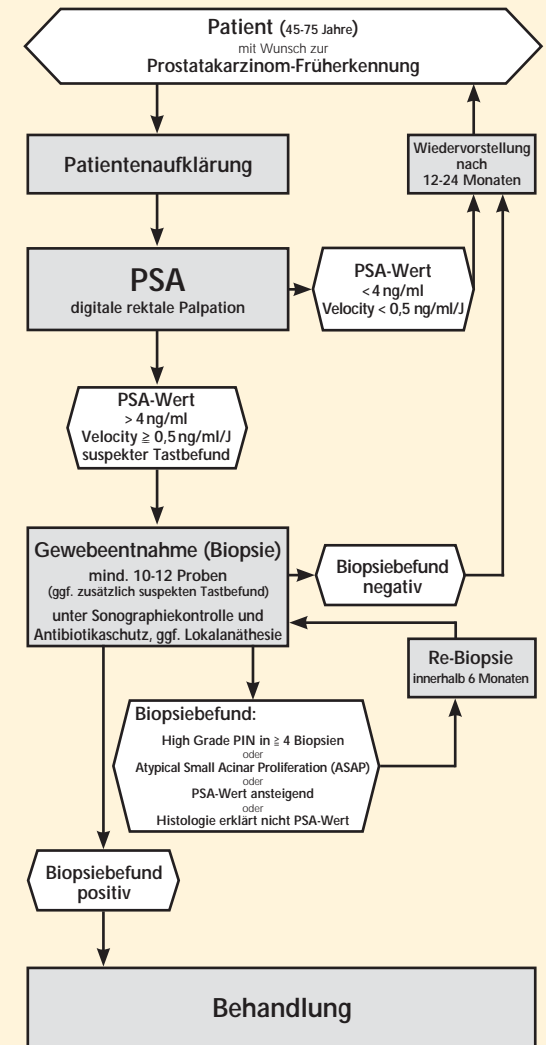 Patient (45-75 Jahre)
mit Wunsch zur
Prostatakarzinom-Früherkennung
Patientenaufklärung
Wiedervorstellung
nach
12-24 Monaten
PSA
digitale rektale Palpation
PSA-Wert
< 4 ng/ml
Velocity < 0,5 ng/ml/J
PSA-Wert
> 4 ng/ml
Velocity ≧ 0,5 ng/ml/J
suspekter Tastbefund
Gewebeentnahme (Biopsie)
mind. 10-12 Proben
(ggf. zusätzlich suspekten Tastbefund)
unter Sonographiekontrolle und
Antibiotikaschutz, ggf. Lokalanäthesie
Biopsiebefund
negativ
Re-Biopsie
innerhalb 6 Monaten
Biopsiebefund:
High Grade PIN in ≧ 4 Biopsien
oder
Atypical Small Acinar Proliferation (ASAP)
oder
PSA-Wert ansteigend
oder
Histologie erklärt nicht PSA-Wert
Biopsiebefund
positiv
Behandlung